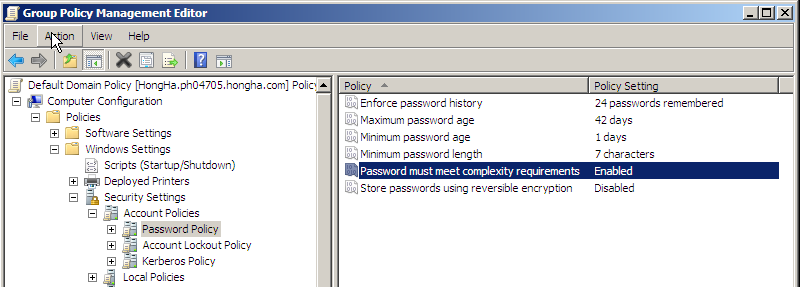 Group Policy Management Editor
File Action View Help
Default Domain Policy [HongHa.ph04705.hongha.com] Policy
Computer Configuration
Policies
Software Settings
Windows Settings
Scripts (Startup/Shutdown)
Deployed Printers
Security Settings
Account Policies
Password Policy
Account Lockout Policy
Kerberos Policy
Local Policies
Policy Policy Setting
Enforce password history 24 passwords remembered
Maximum password age 42 days
Minimum password age 1 days
Minimum password length 7 characters
Password must meet complexity requirements Enabled
Store passwords using reversible encryption Disabled